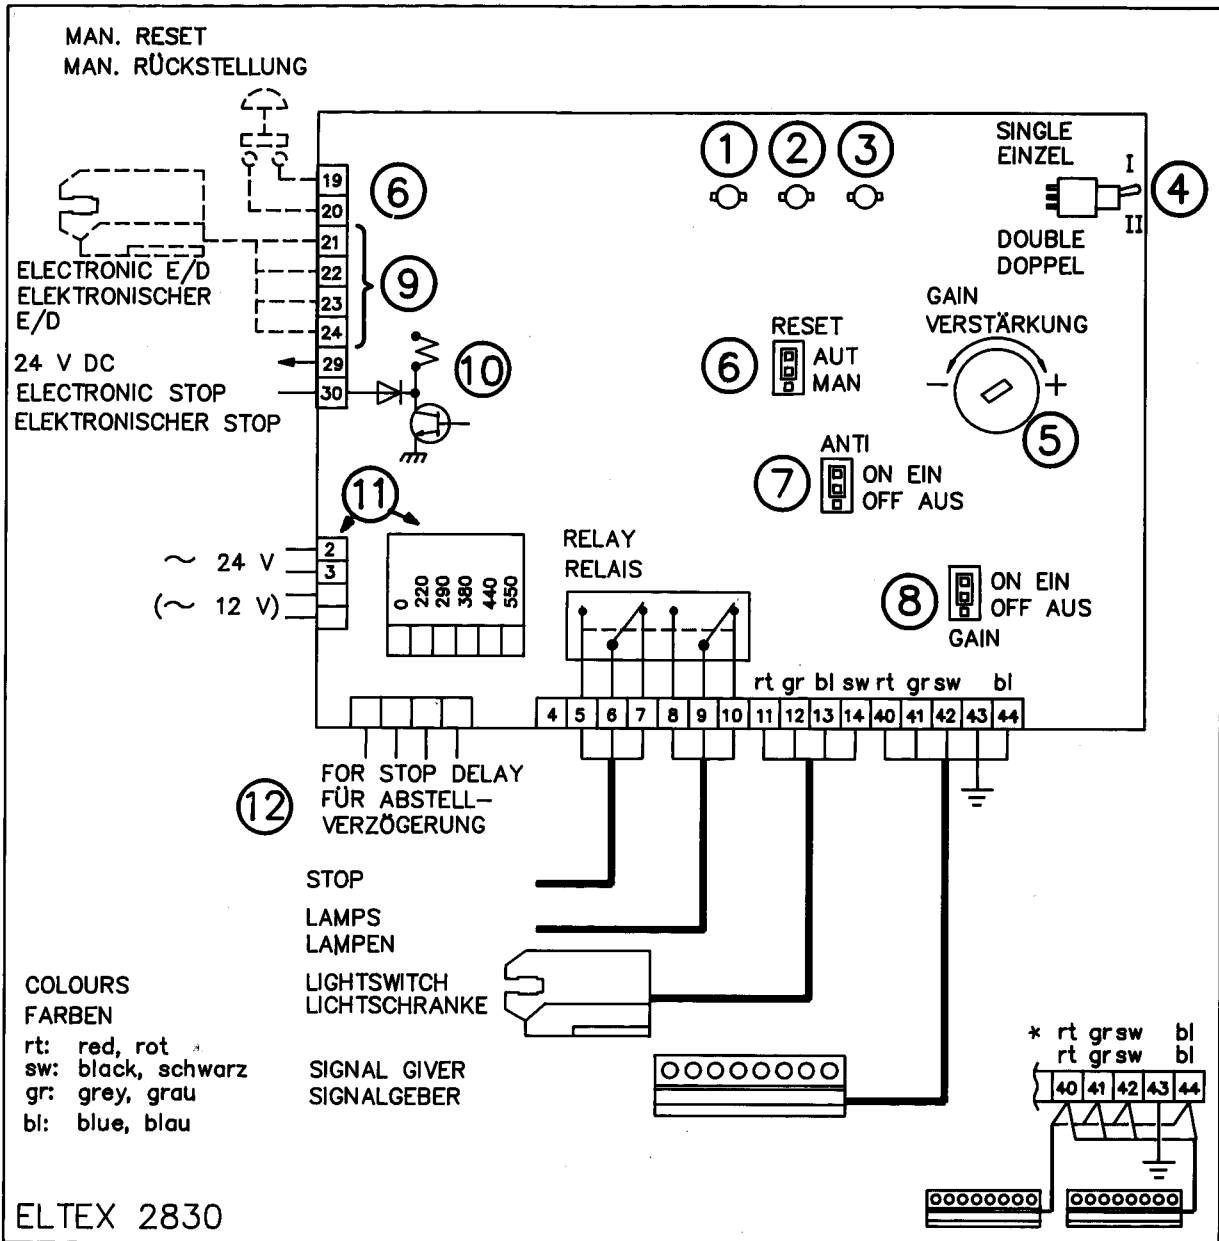 MAN. RESET
MAN. RÜCKSTELLUNG
1 2 3
SINGLE
EINZEL
I
4
II
DOUBLE
DOPPEL
19
20
6
21
22
23
24
9
29
30
10
ELECTRONIC E/D
ELEKTRONISCHER
E/D
24 V DC
ELECTRONIC STOP
ELEKTRONISCHER STOP
GAIN
VERSTÄRKUNG
− +
5
RESET
6
AUT
MAN
ANTI
7
ON EIN
OFF AUS
8
ON EIN
OFF AUS
GAIN
11
2
3
~ 24 V
(~ 12 V)
0 220 290 380 440 550
RELAY
RELAIS
rt gr bl sw rt gr sw bl
4 5 6 7 8 9 10 11 12 13 14 40 41 42 43 44
12
FOR STOP DELAY
FÜR ABSTELL-
VERZÖGERUNG
STOP
LAMPS
LAMPEN
LIGHTSWITCH
LICHTSCHRANKE
SIGNAL GIVER
SIGNALGEBER
COLOURS
FARBEN
rt: red, rot
sw: black, schwarz
gr: grey, grau
bl: blue, blau
* rt gr sw bl
rt gr sw bl
40 41 42 43 44
ELTEX 2830